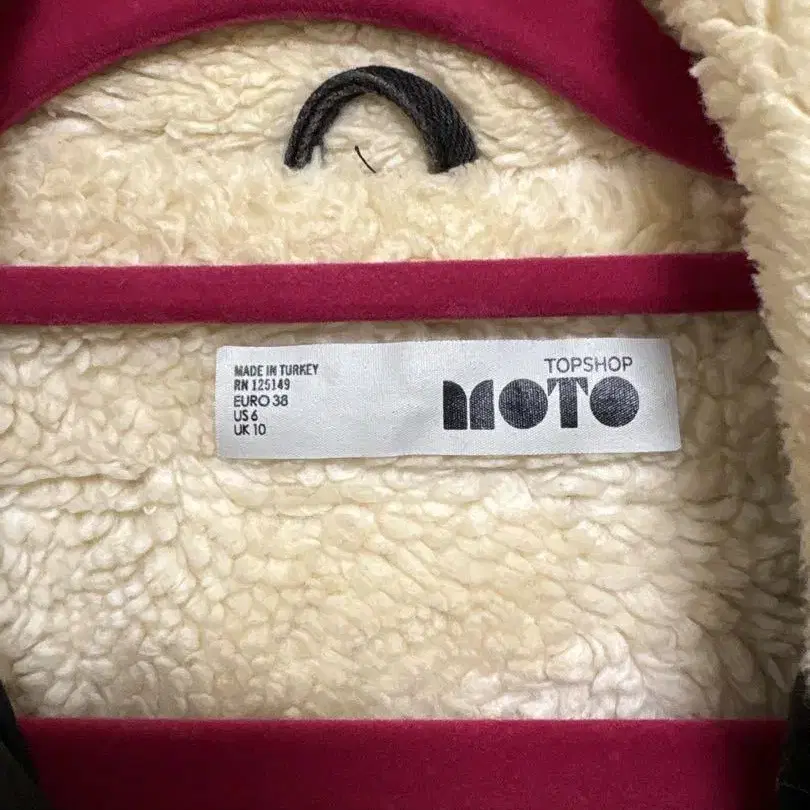 MADE IN TURKEY
RN 125149
EURO 38
US 6
UK 10
TOPSHOP
MOTO